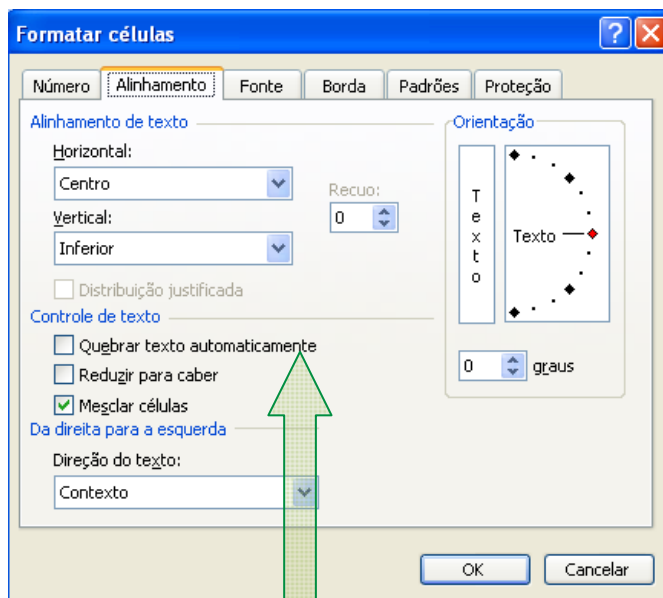 Formatar células
Número Alinhamento Fonte Borda Padrões Proteção
Alinhamento de texto
Horizontal:
Centro
Recuo:
0
Vertical:
Inferior
Distribuição justificada
Controle de texto
Quebrar texto automaticamente
Reduzir para caber
Mesclar células
Da direita para a esquerda
Direção do texto:
Contexto
Orientação
Texto
Texto
0 graus
OK Cancelar